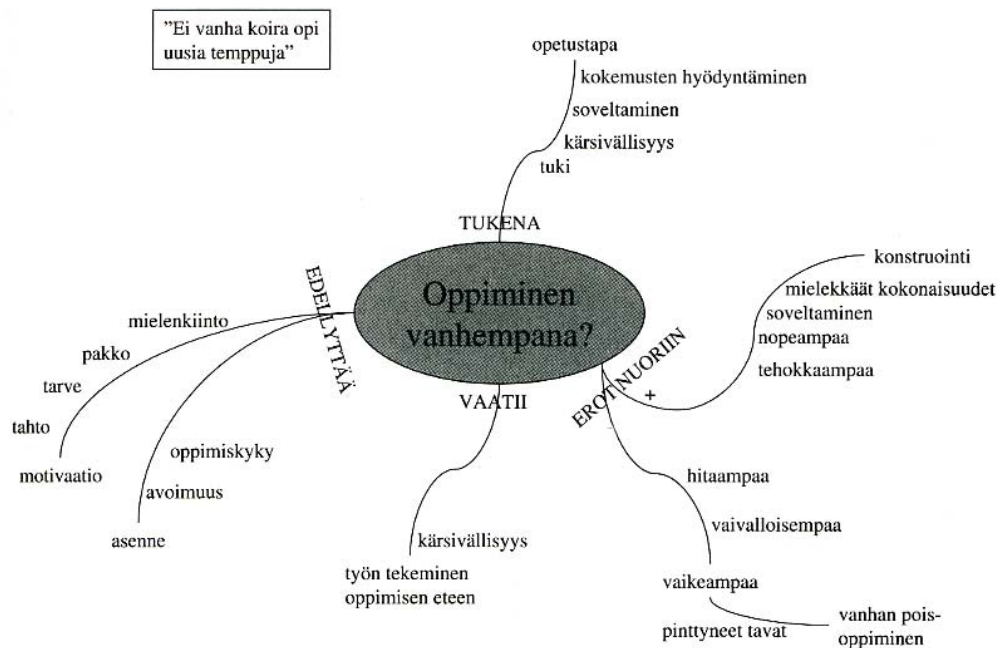 "Ei vanha koira opi
uusia temppuja"
opetustapa
kokemusten hyödyntäminen
soveltaminen
kärsivällisyys
tuki
TUKENA
Oppiminen
vanhempana?
EDELLYTTÄÄ
mielenkiinto
pakko
tarve
tahto
motivaatio
oppimiskyky
avoimuus
asenne
VAATII
kärsivällisyys
työn tekeminen
oppimisen eteen
EROT NUORIIN
+
konstruointi
mielekkäät kokonaisuudet
soveltaminen
nopeampaa
tehokkaampaa
hitaampaa
vaivalloisempaa
vaikeampaa
pinttyneet tavat
vanhan pois-
oppiminen